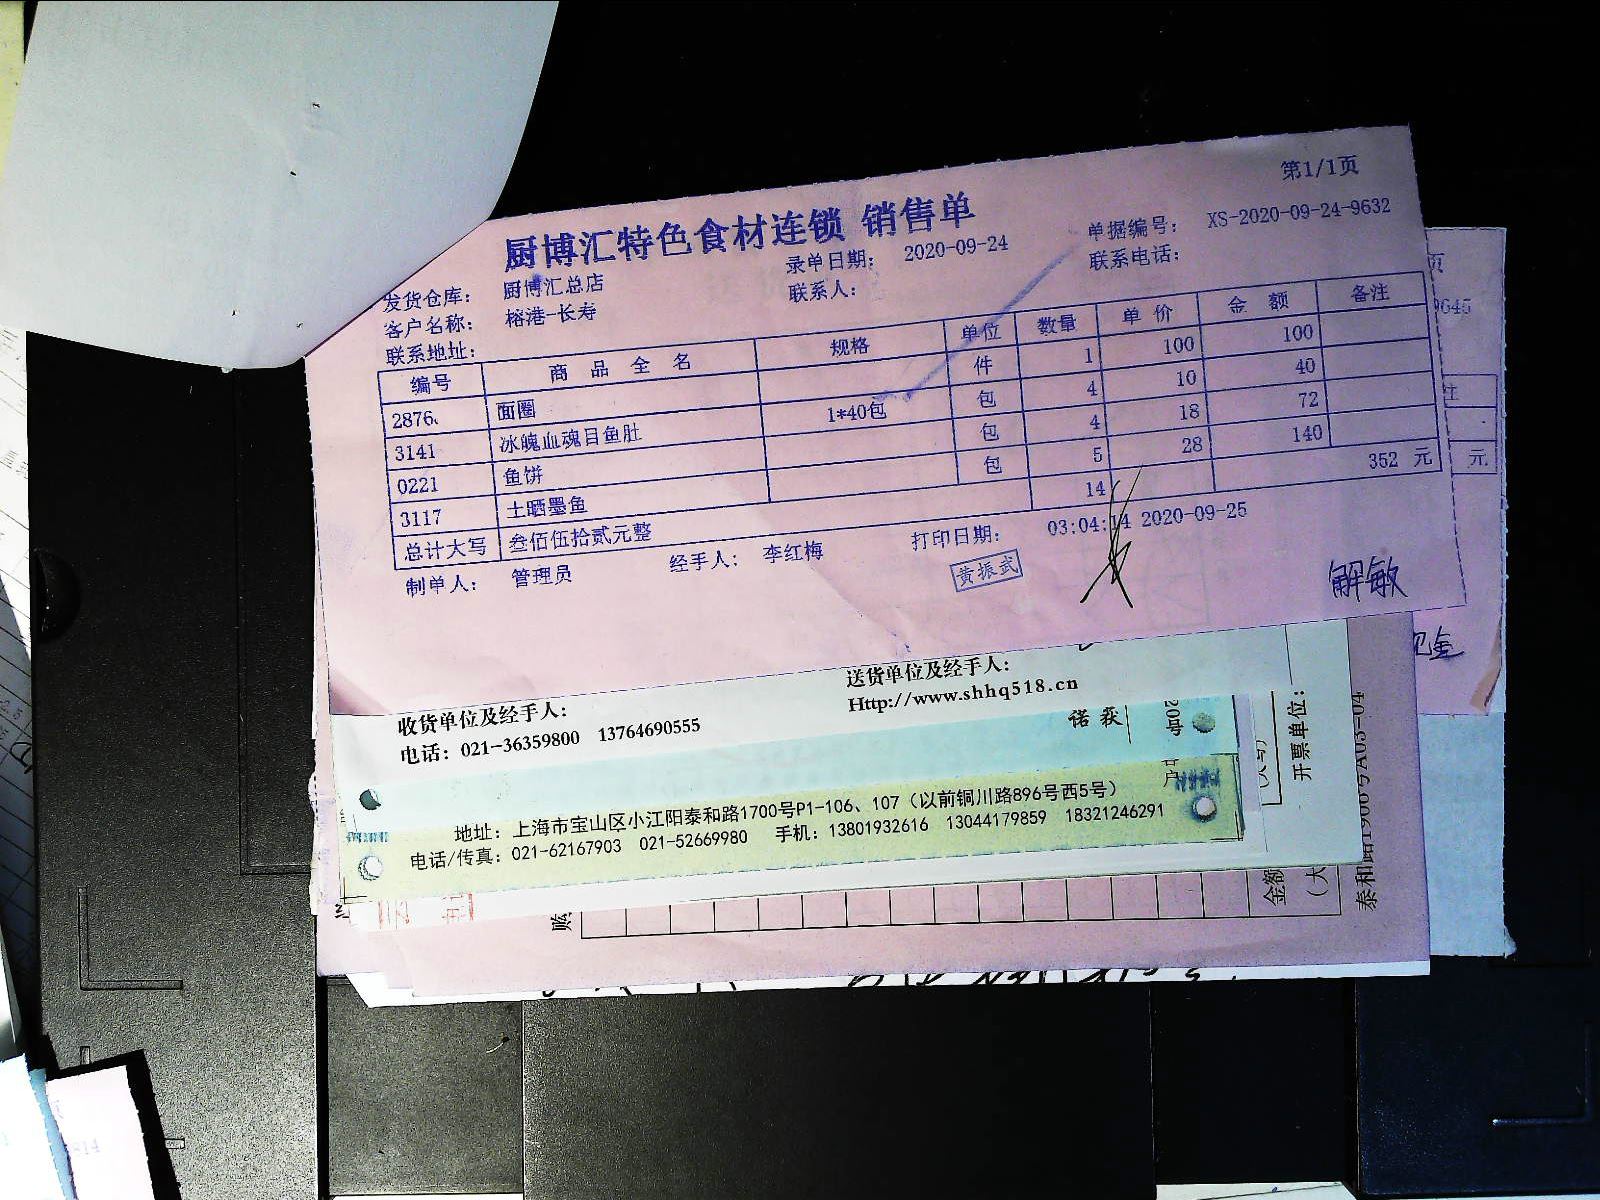 第1/1页
厨博汇特色食材连锁 销售单
发货仓库： 厨博汇总店 录单日期： 2020-09-24 单据编号： XS-2020-09-24-9632
客户名称： 榕港-长寿 联系人： 联系电话：
联系地址：
编号 商 品 全 名 规格 单位 数量 单 价 金 额 备注
2876 面圈 件 1 100 100
3141 冰魄血魂目鱼肚 1*40包 包 4 10 40
0221 鱼饼 包 4 18 72
3117 土晒墨鱼 包 5 28 140
总计大写 叁佰伍拾贰元整 14 352 元
制单人： 管理员 经手人： 李红梅 打印日期： 03:04:14 2020-09-25
黄振武
解敏
9645
元
收货单位及经手人： 送货单位及经手人：
电话：021-36359800 13764690555 Http://www.shhq518.cn
诺 获
20号
开票单位：
地址：上海市宝山区小江阳泰和路1700号P1-106、107（以前铜川路896号西5号）
电话/传真：021-62167903 021-52669980 手机：13801932616 13044179859 18321246291
金额
（大
814